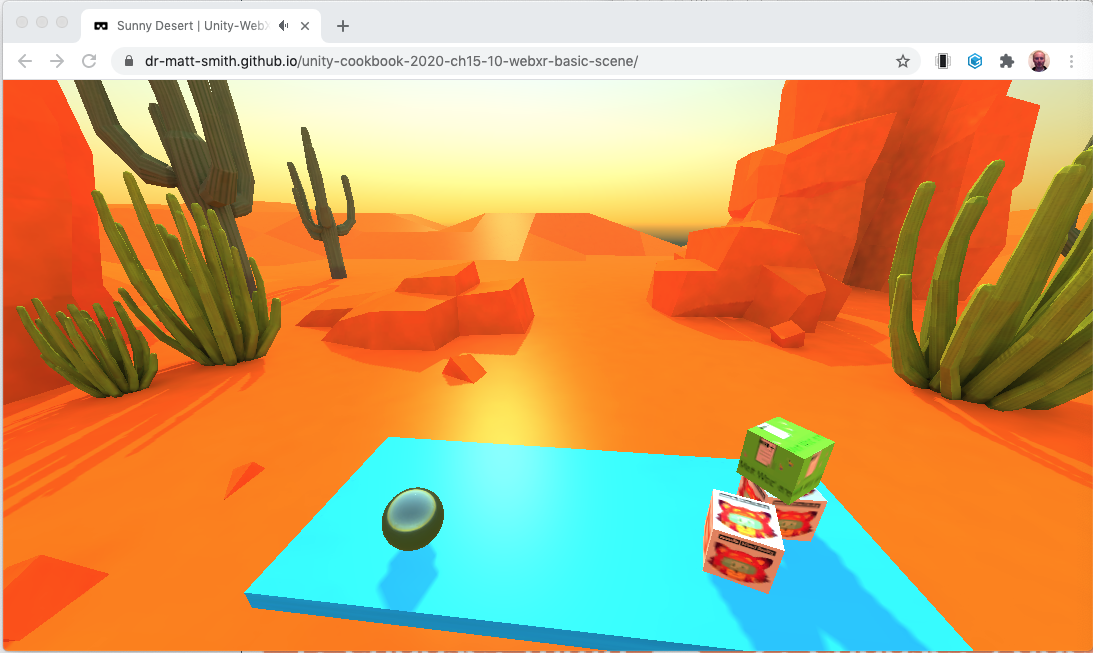 Sunny Desert | Unity-WebX
dr-matt-smith.github.io/unity-cookbook-2020-ch15-10-webxr-basic-scene/